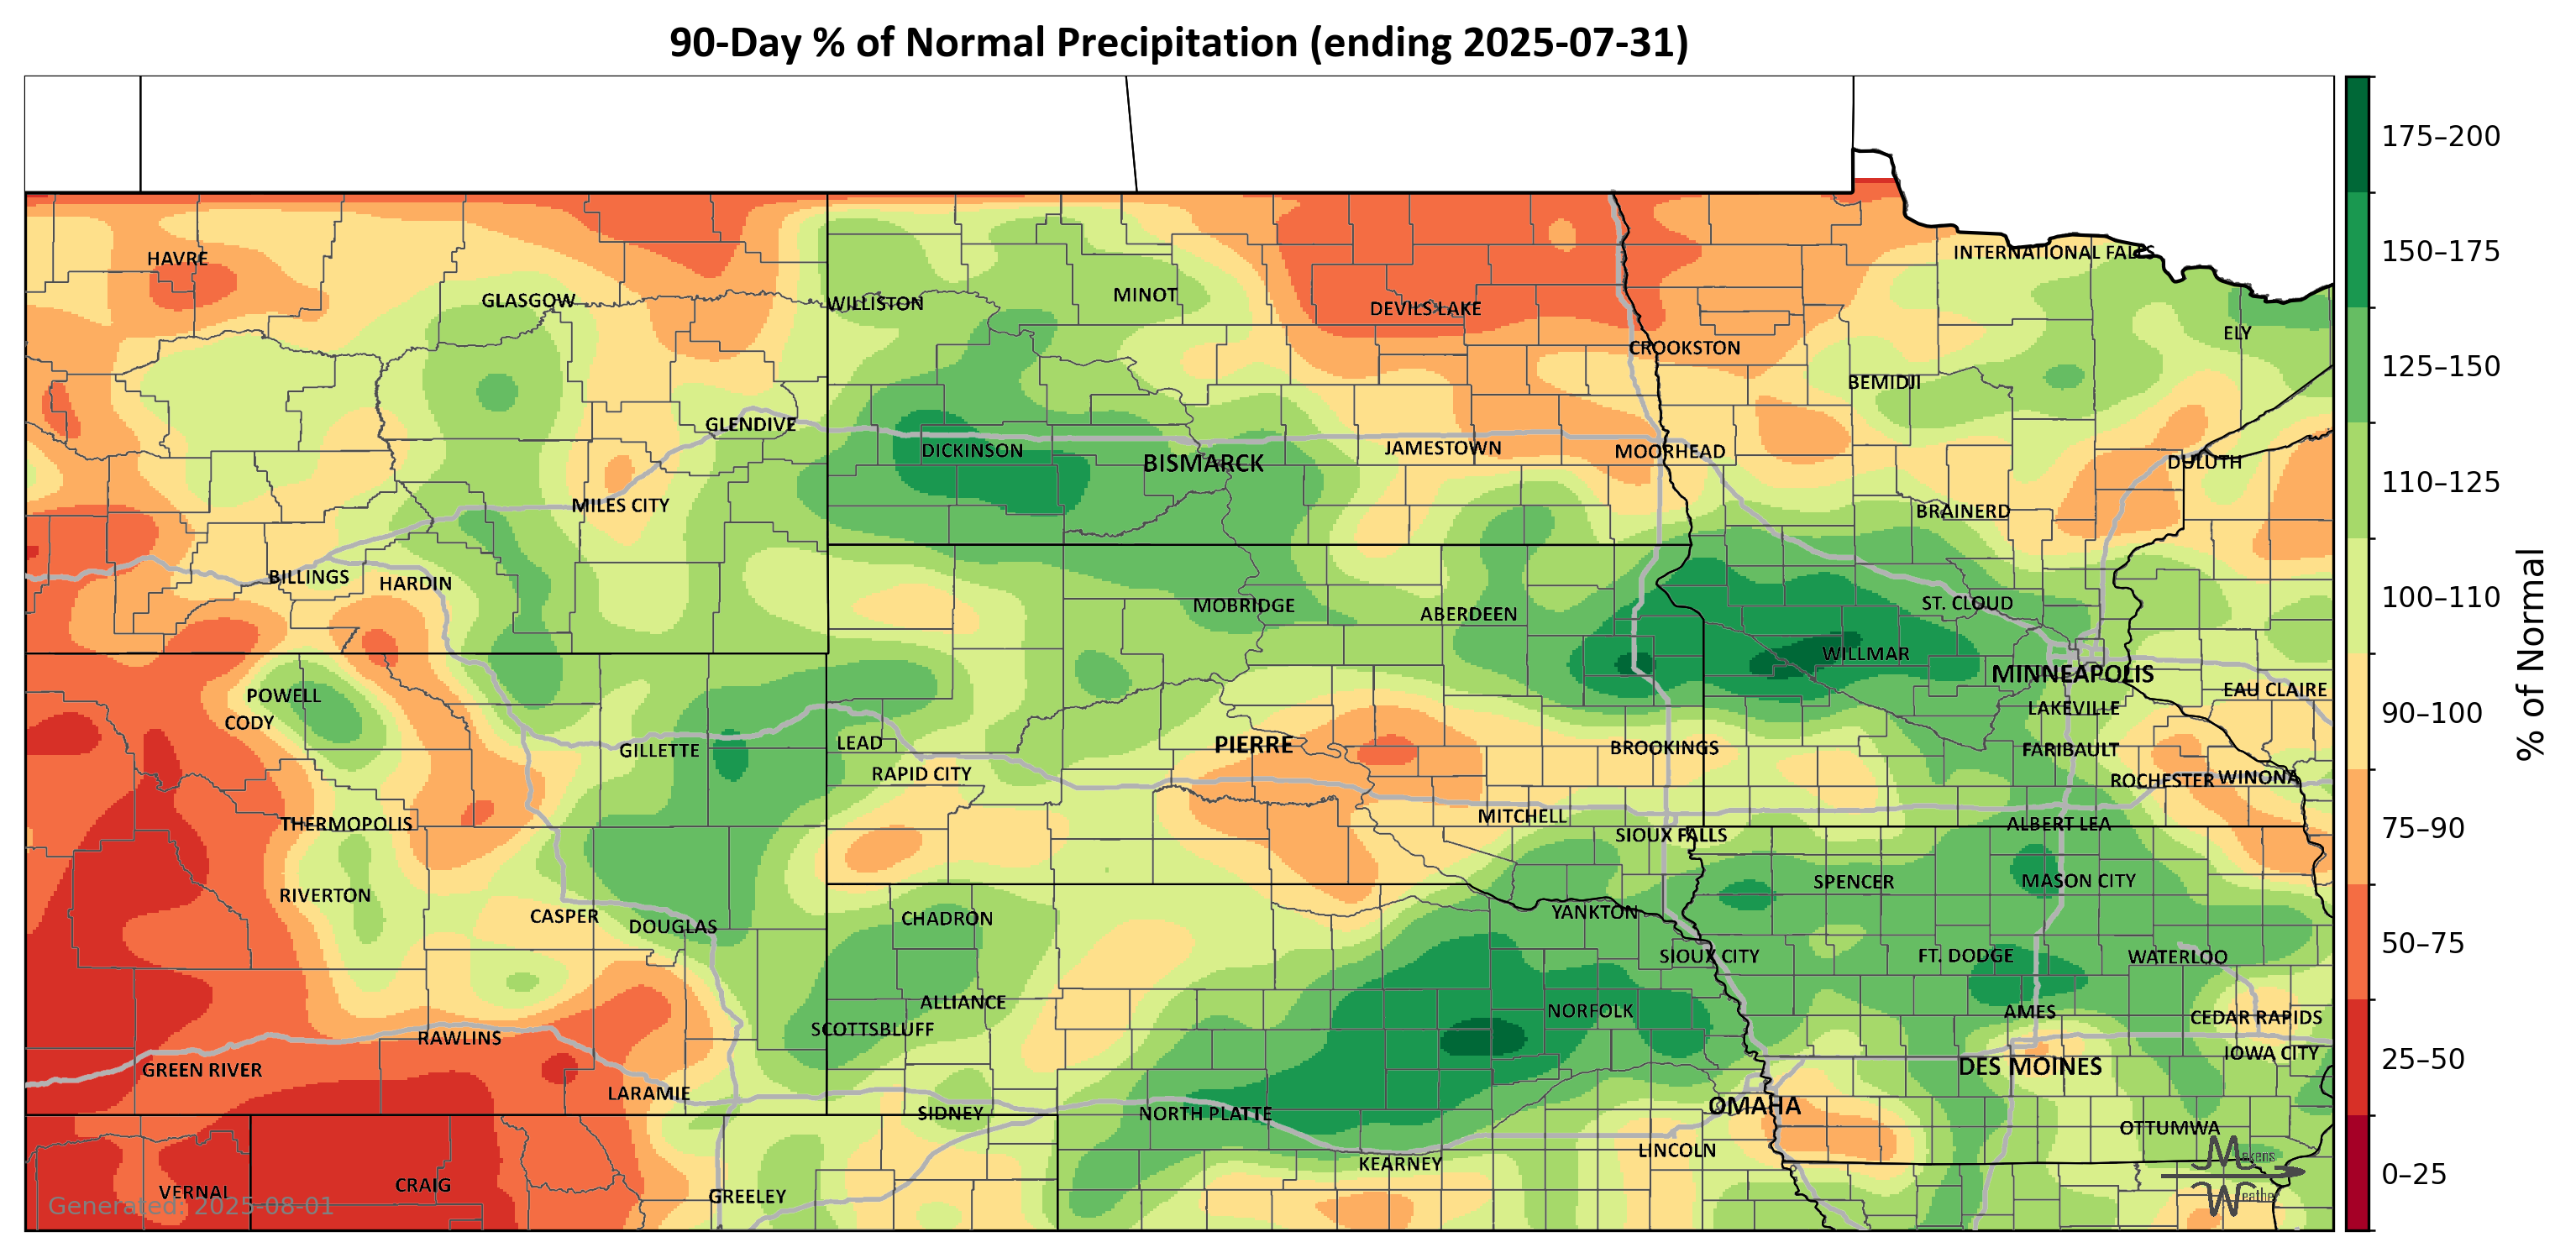 90-Day % of Normal Precipitation (ending 2025-07-31)
175–200
150–175
125–150
110–125
100–110
90–100
75–90
50–75
25–50
0–25
% of Normal
INTERNATIONAL FALLS
HAVRE
GLASGOW
WILLISTON
MINOT
DEVILS LAKE
ELY
CROOKSTON
BEMIDJI
GLENDIVE
DICKINSON
BISMARCK
JAMESTOWN
MOORHEAD
DULUTH
MILES CITY
BRAINERD
BILLINGS
HARDIN
MOBRIDGE
ABERDEEN
ST. CLOUD
WILLMAR
MINNEAPOLIS
POWELL
EAU CLAIRE
CODY
LAKEVILLE
GILLETTE
LEAD
PIERRE
BROOKINGS
FARIBAULT
RAPID CITY
ROCHESTER
WINONA
THERMOPOLIS
MITCHELL
SIOUX FALLS
ALBERT LEA
RIVERTON
SPENCER
MASON CITY
CASPER
DOUGLAS
CHADRON
YANKTON
SIOUX CITY
FT. DODGE
WATERLOO
ALLIANCE
NORFOLK
AMES
CEDAR RAPIDS
RAWLINS
SCOTTSBLUFF
IOWA CITY
GREEN RIVER
DES MOINES
LARAMIE
SIDNEY
NORTH PLATTE
OMAHA
OTTUMWA
LINCOLN
KEARNEY
VERNAL
CRAIG
GREELEY
Generated: 2025-08-01
Makens
Weather